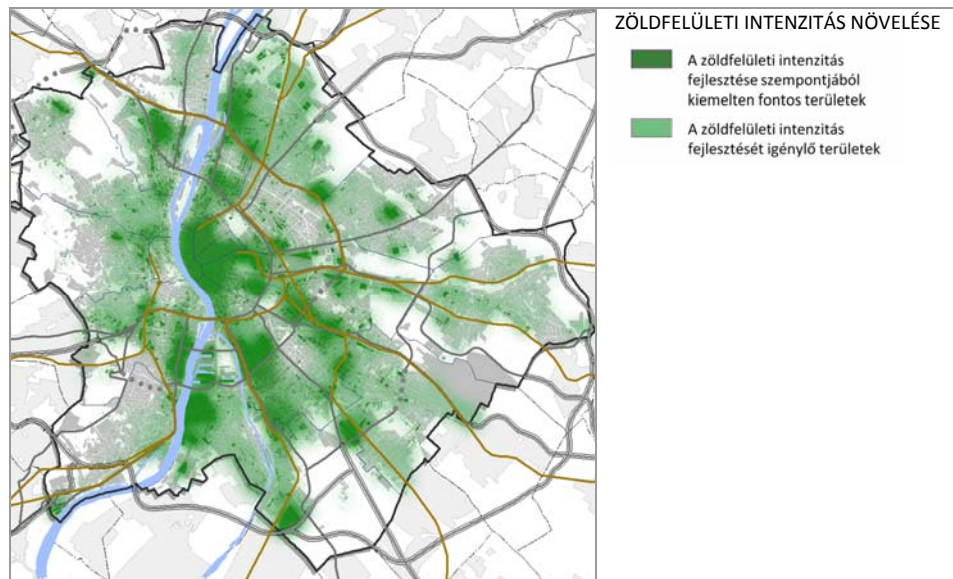 ZÖLDFELÜLETI INTENZITÁS NÖVELÉSE
A zöldfelületi intenzitás
fejlesztése szempontjából
kiemelten fontos területek
A zöldfelületi intenzitás
fejlesztését igénylő területek